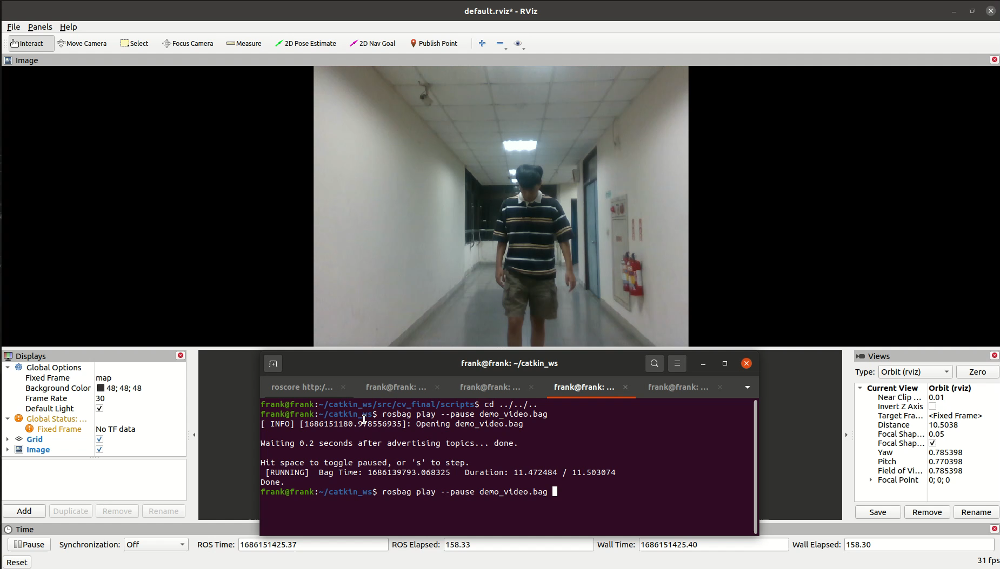 default.rviz* - RViz
File Panels Help
Interact Move Camera Select Focus Camera Measure 2D Pose Estimate 2D Nav Goal Publish Point
Image
Displays
Global Options
Fixed Frame map
Background Color 48; 48; 48
Frame Rate 30
Default Light
Global Status: ...
Fixed Frame No TF data
Grid
Image
Add Duplicate Remove Rename
frank@frank: ~/catkin_ws
roscore http:/... frank@frank: ... frank@frank: ... frank@frank: ... frank@frank: ...
frank@frank:~/catkin_ws/src/cv_final/scripts$ cd ../../..
frank@frank:~/catkin_ws$ rosbag play --pause demo_video.bag
[ INFO] [1686151180.978556935]: Opening demo_video.bag
Waiting 0.2 seconds after advertising topics... done.
Hit space to toggle paused, or 's' to step.
[RUNNING] Bag Time: 1686139793.068325 Duration: 11.472484 / 11.503074
Done.
frank@frank:~/catkin_ws$ rosbag play --pause demo_video.bag
Views
Type: Orbit (rviz) Zero
Current View Orbit (rviz)
Near Clip ... 0.01
Invert Z Axis
Target Fra... <Fixed Frame>
Distance 10.5038
Focal Shap... 0.05
Focal Shap...
Yaw 0.785398
Pitch 0.770398
Field of Vi... 0.785398
Focal Point 0; 0; 0
Save Remove Rename
Time
Pause Synchronization: Off ROS Time: 1686151425.37 ROS Elapsed: 158.33 Wall Time: 1686151425.40 Wall Elapsed: 158.30
Reset 31 fps